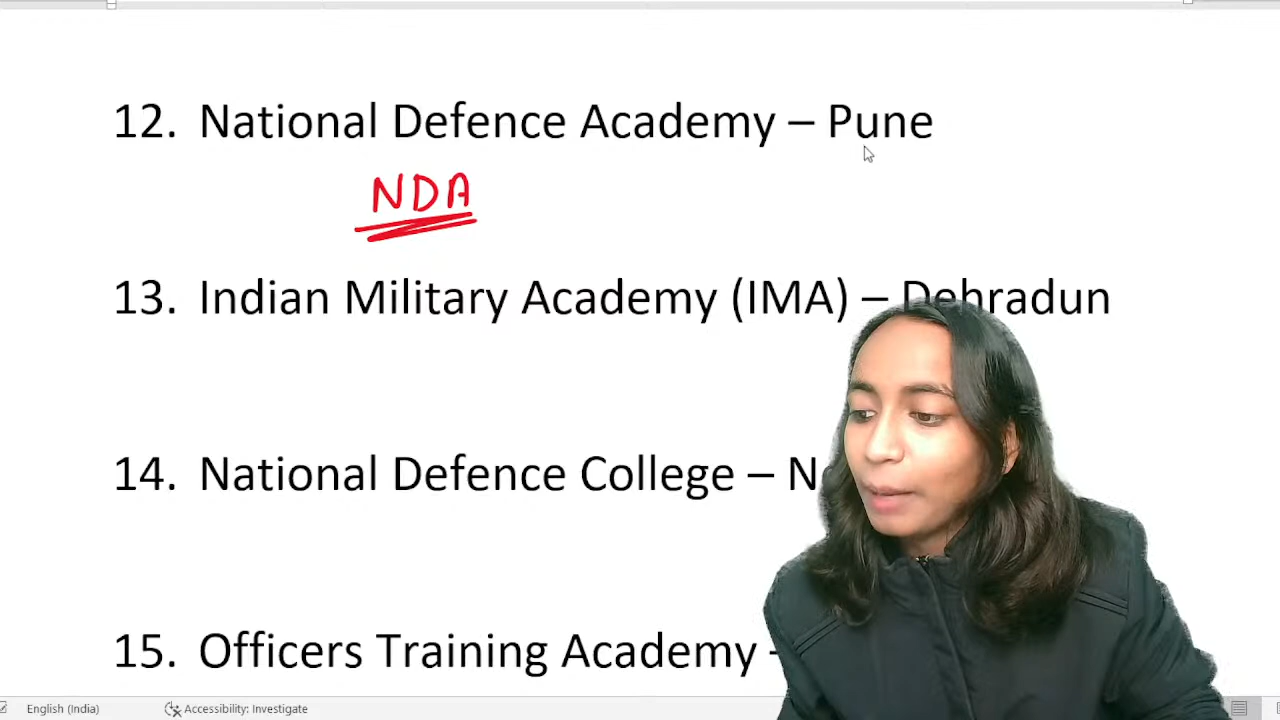 12. National Defence Academy – Pune
NDA
13. Indian Military Academy (IMA) – Dehradun
14. National Defence College –
15. Officers Training Academy
English (India) Accessibility: Investigate